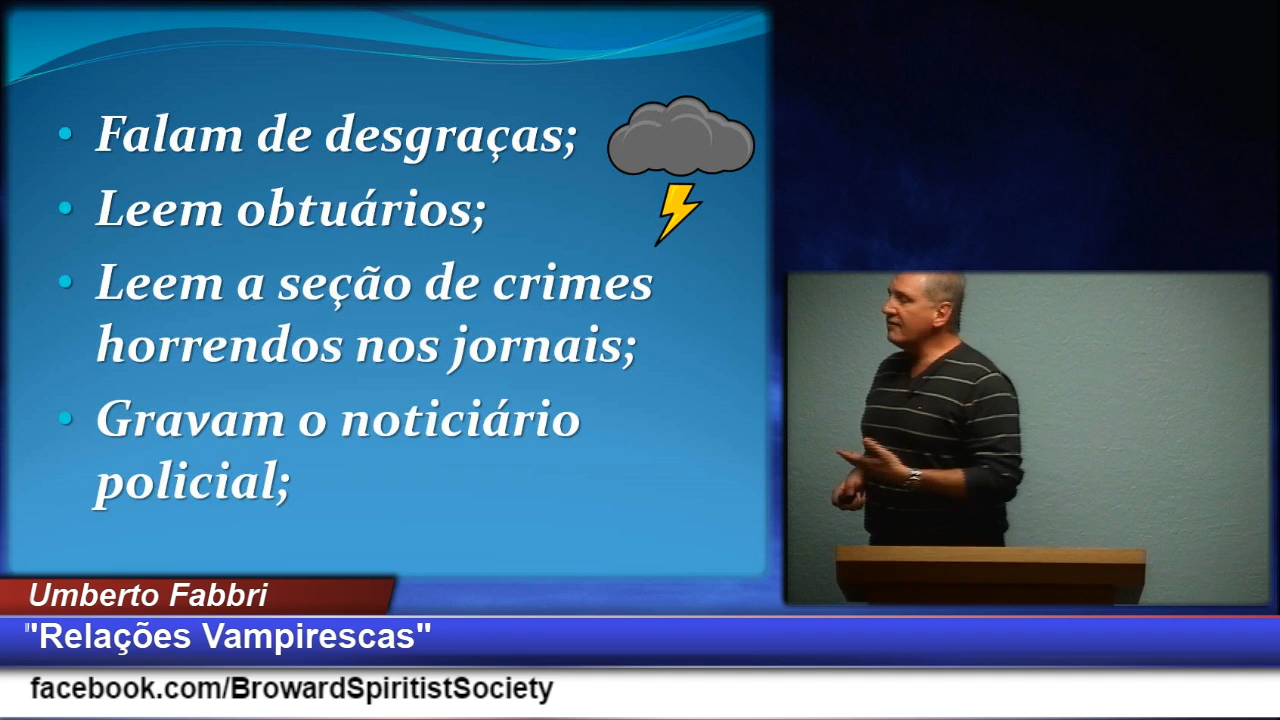 Falam de desgraças;
Leem obtuários;
Leem a seção de crimes
horrendos nos jornais;
Gravam o noticiário
policial;
Umberto Fabbri
"Relações Vampirescas"
facebook.com/BrowardSpiritistSociety